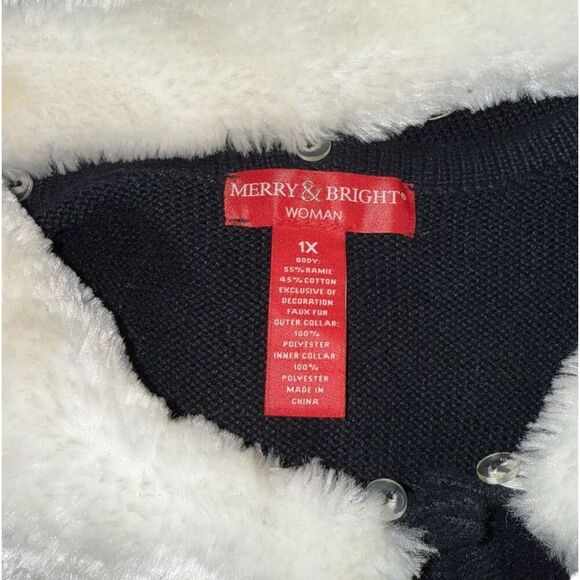 MERRY & BRIGHT®
WOMAN
1X
BODY:
55% RAMIE
45% COTTON
EXCLUSIVE OF
DECORATION
FAUX FUR
OUTER COLLAR:
100%
POLYESTER
INNER COLLAR:
100%
POLYESTER
MADE IN
CHINA